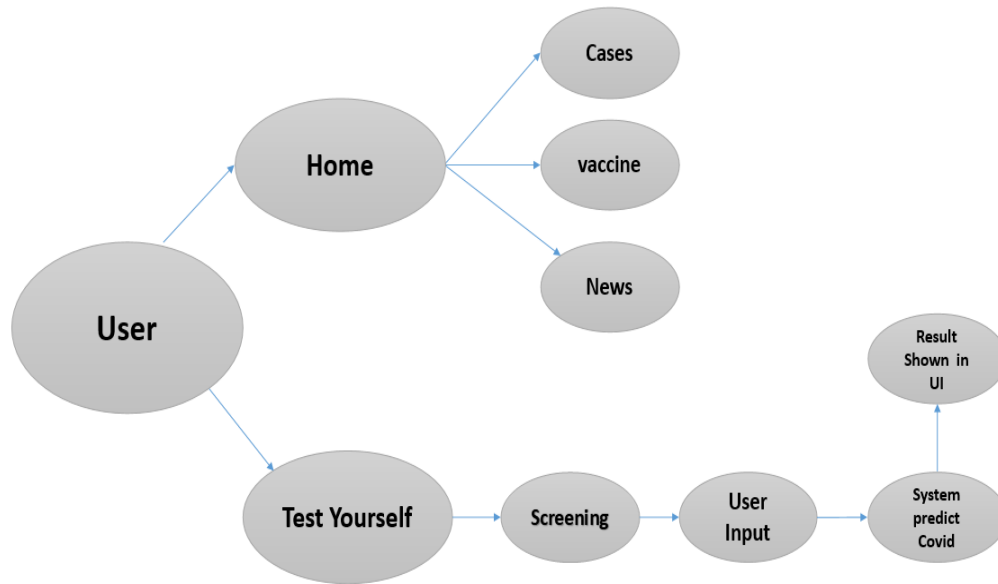 Cases
Home
vaccine
News
User
Result
Shown in
UI
Test Yourself
Screening
User
Input
System
predict
Covid